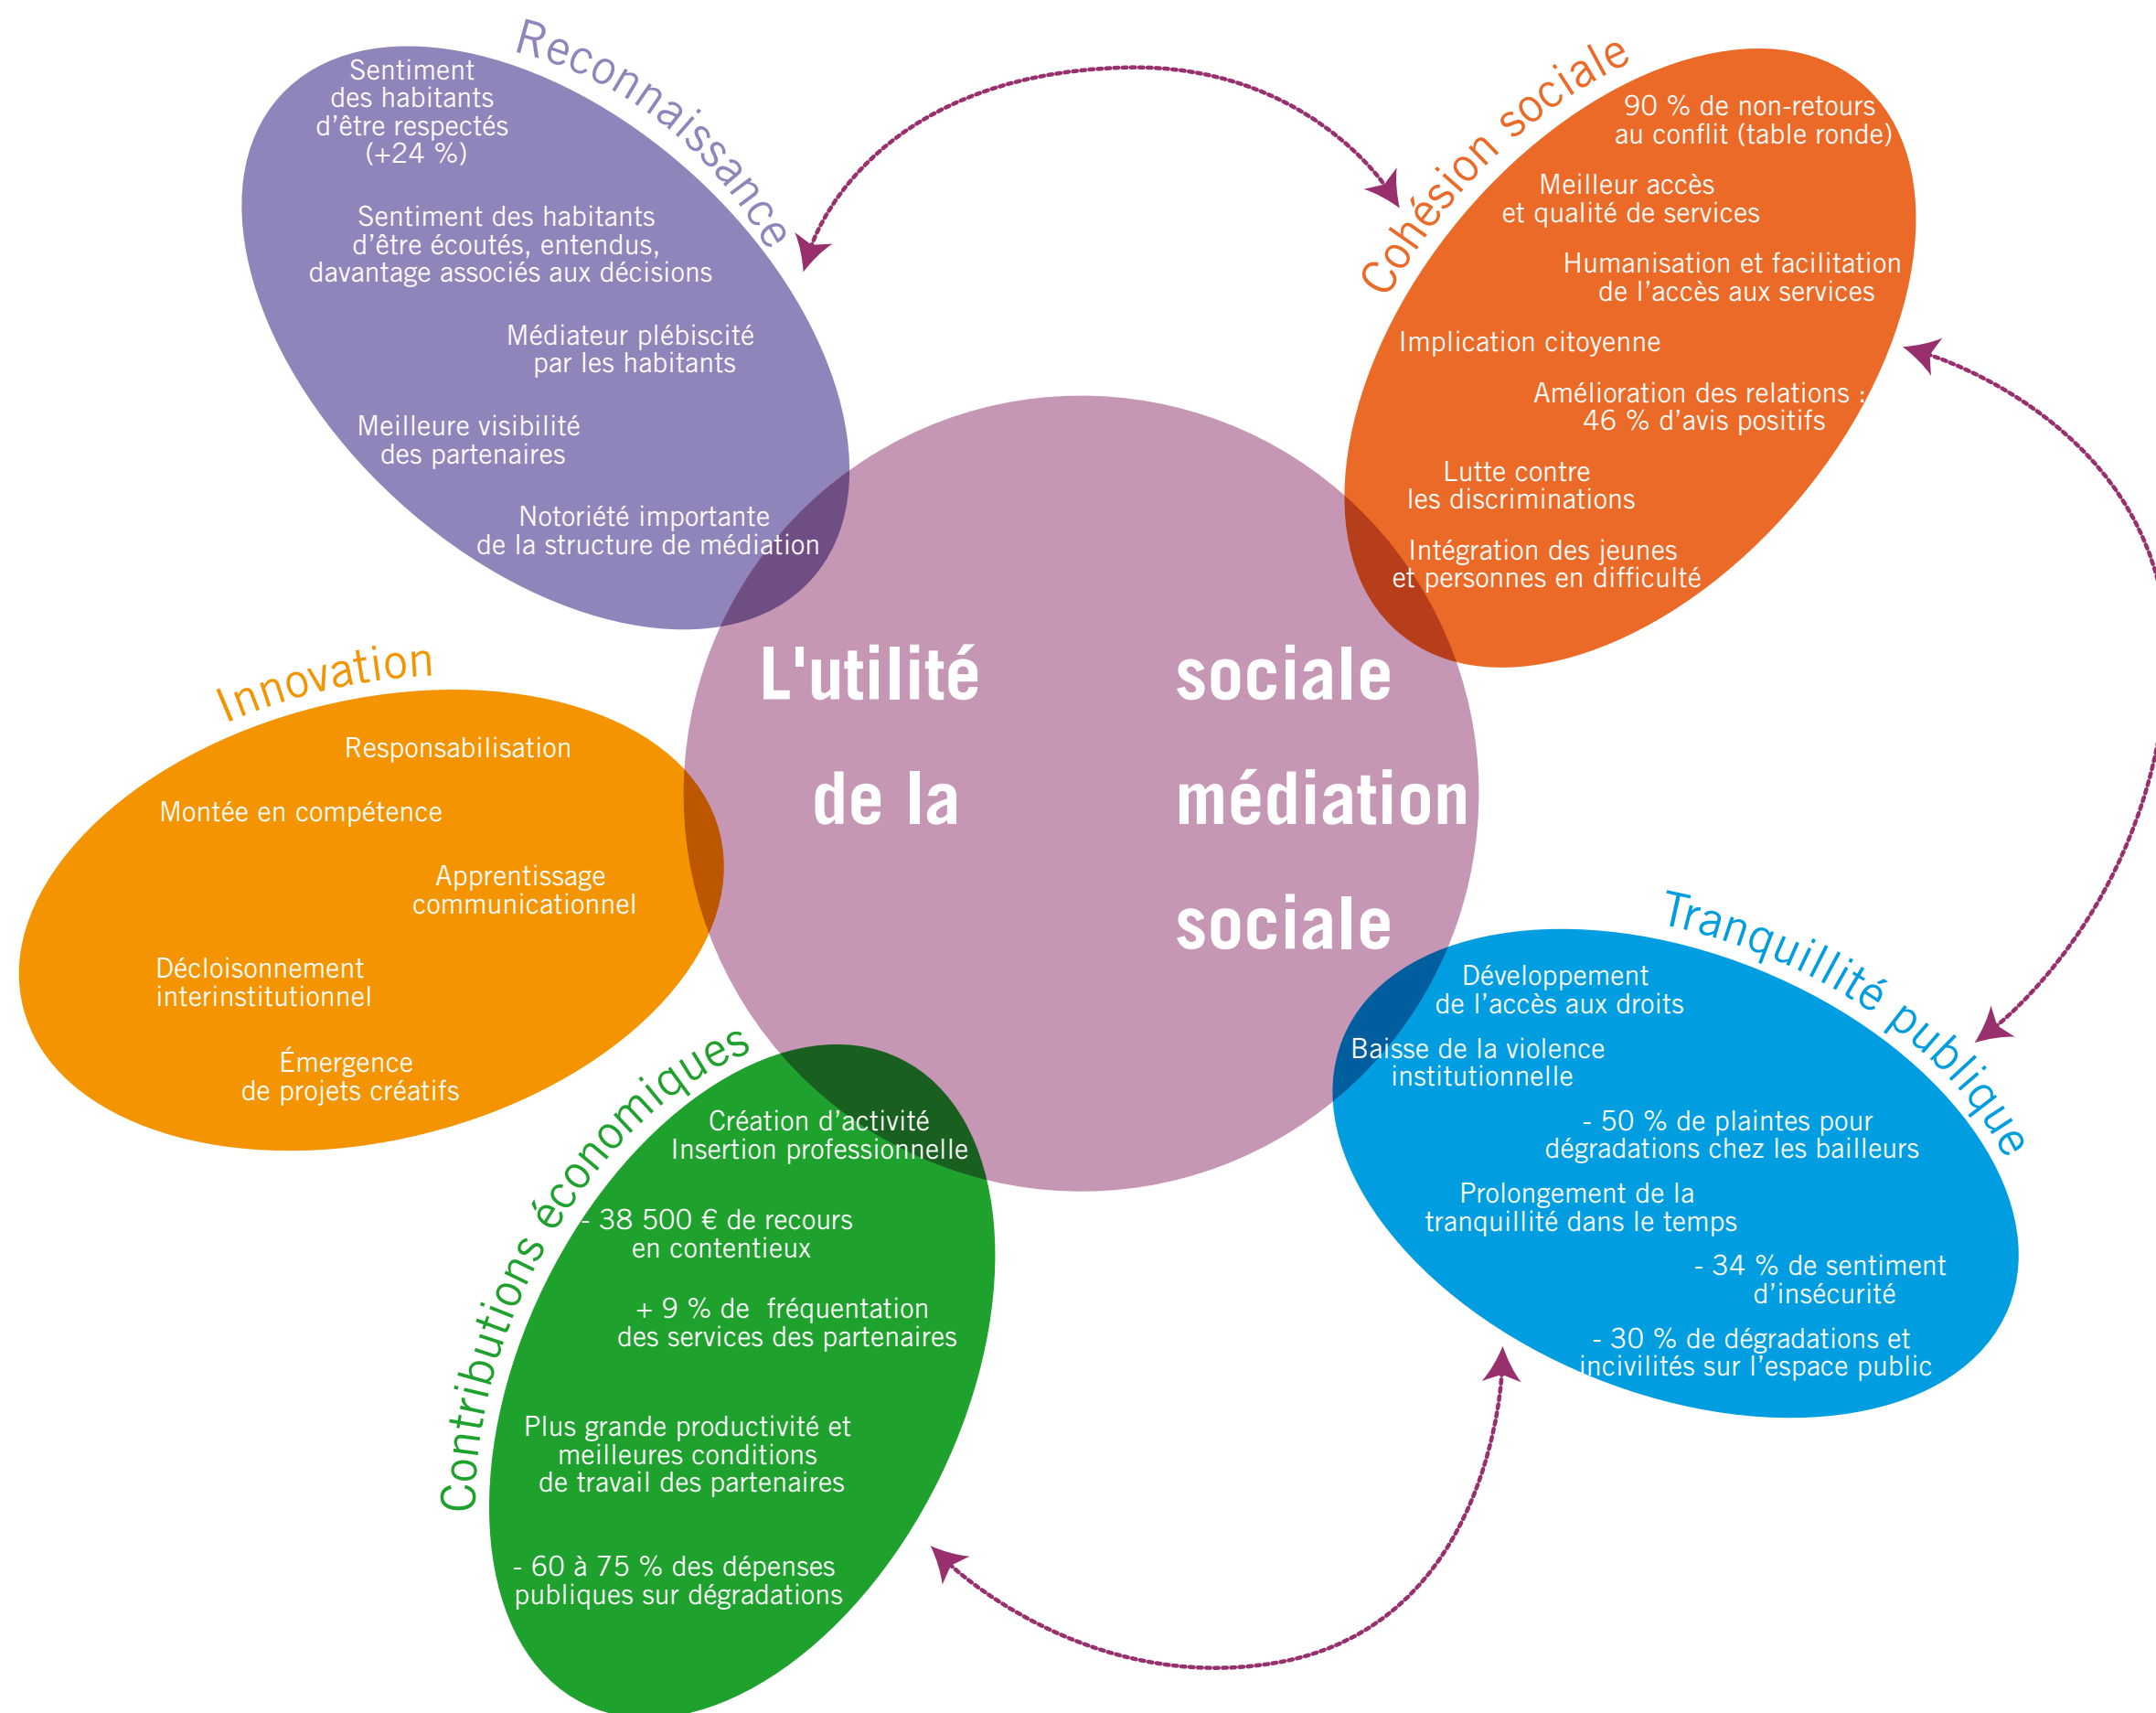 Reconnaissance
Sentiment
des habitants
d’être respectés
(+24 %)
Sentiment des habitants
d’être écoutés, entendus,
davantage associés aux décisions
Médiateur plébiscité
par les habitants
Meilleure visibilité
des partenaires
Notoriété importante
de la structure de médiation
Cohésion sociale
90 % de non-retours
au conflit (table ronde)
Meilleur accès
et qualité de services
Humanisation et facilitation
de l’accès aux services
Implication citoyenne
Amélioration des relations :
46 % d’avis positifs
Lutte contre
les discriminations
Intégration des jeunes
et personnes en difficulté
L'utilité sociale
de la médiation
sociale
Innovation
Responsabilisation
Montée en compétence
Apprentissage
communicationnel
Décloisonnement
interinstitutionnel
Émergence
de projets créatifs
Tranquillité publique
Développement
de l’accès aux droits
Baisse de la violence
institutionnelle
- 50 % de plaintes pour
dégradations chez les bailleurs
Prolongement de la
tranquillité dans le temps
- 34 % de sentiment
d’insécurité
- 30 % de dégradations et
incivilités sur l’espace public
Contributions économiques
Création d’activité
Insertion professionnelle
- 38 500 € de recours
en contentieux
+ 9 % de fréquentation
des services des partenaires
Plus grande productivité et
meilleures conditions
de travail des partenaires
- 60 à 75 % des dépenses
publiques sur dégradations